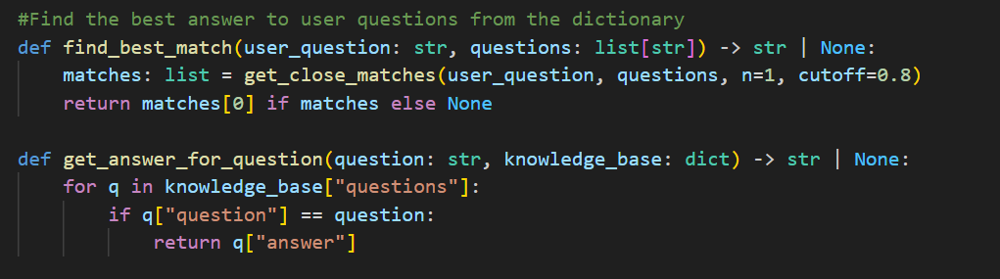 #Find the best answer to user questions from the dictionary
def find_best_match(user_question: str, questions: list[str]) -> str | None:
    matches: list = get_close_matches(user_question, questions, n=1, cutoff=0.8)
    return matches[0] if matches else None
def get_answer_for_question(question: str, knowledge_base: dict) -> str | None:
    for q in knowledge_base["questions"]:
        if q["question"] == question:
            return q["answer"]